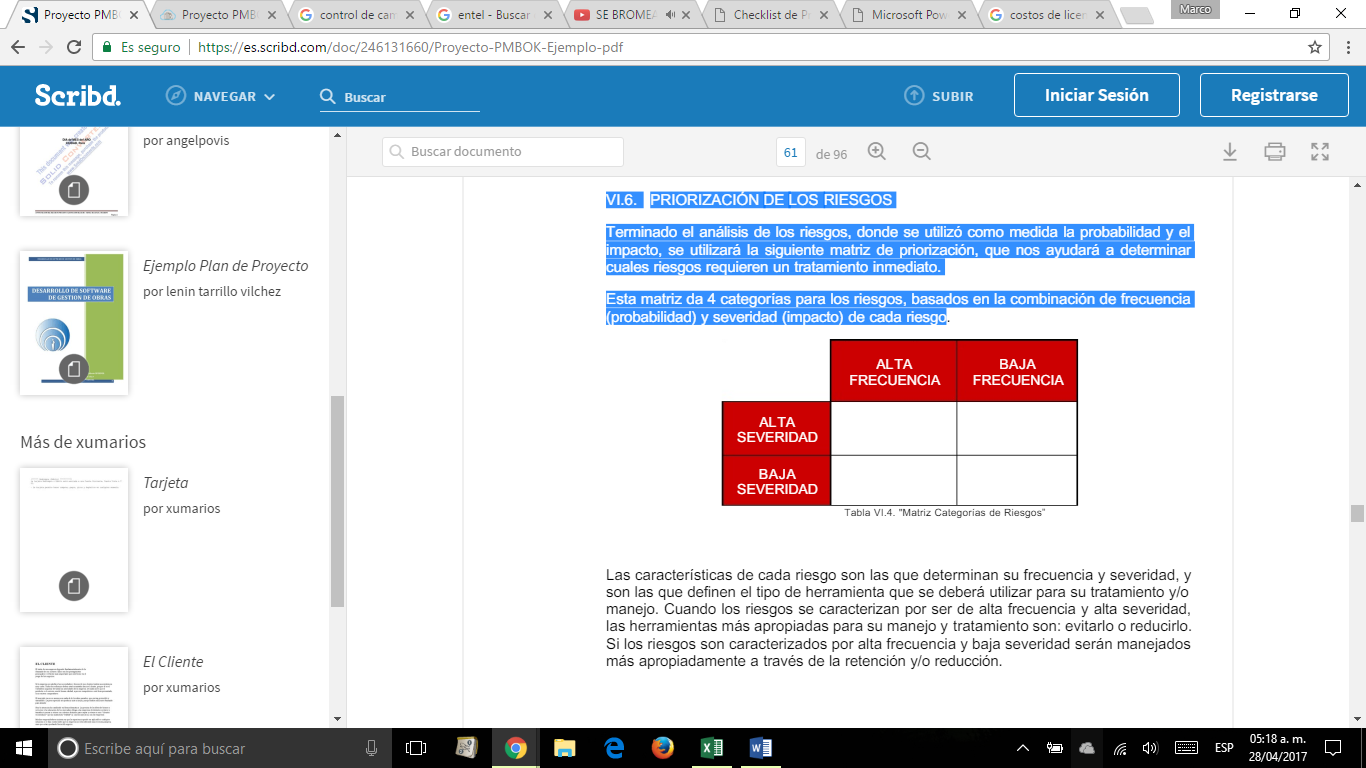 Proyecto PMB
Proyecto PMB
control de cam
entel - Buscar
SE BROMEA
Checklist de P
Microsoft Pow
costos de licen
Marco
Es seguro
https://es.scribd.com/doc/246131660/Proyecto-PMBOK-Ejemplo-pdf
Scribd.
NAVEGAR
Buscar
SUBIR
Iniciar Sesión
Registrarse
por angelpovis
Buscar documento
61
de 96
Ejemplo Plan de Proyecto
por lenin tarrillo vilchez
DESARROLLO DE SOFTWARE
DE GESTION DE OBRAS
Más de xumarios
Tarjeta
por xumarios
El Cliente
por xumarios
EL CLIENTE
VI.6. PRIORIZACIÓN DE LOS RIESGOS
Terminado el análisis de los riesgos, donde se utilizó como medida la probabilidad y el
impacto, se utilizará la siguiente matriz de priorización, que nos ayudará a determinar
cuales riesgos requieren un tratamiento inmediato.
Esta matriz da 4 categorías para los riesgos, basados en la combinación de frecuencia
(probabilidad) y severidad (impacto) de cada riesgo.
ALTA
FRECUENCIA
BAJA
FRECUENCIA
ALTA
SEVERIDAD
BAJA
SEVERIDAD
Tabla VI.4. "Matriz Categorías de Riesgos"
Las características de cada riesgo son las que determinan su frecuencia y severidad, y
son las que definen el tipo de herramienta que se deberá utilizar para su tratamiento y/o
manejo. Cuando los riesgos se caracterizan por ser de alta frecuencia y alta severidad,
las herramientas más apropiadas para su manejo y tratamiento son: evitarlo o reducirlo.
Si los riesgos son caracterizados por alta frecuencia y baja severidad serán manejados
más apropiadamente a través de la retención y/o reducción.
Escribe aquí para buscar
ESP
05:18 a. m.
28/04/2017